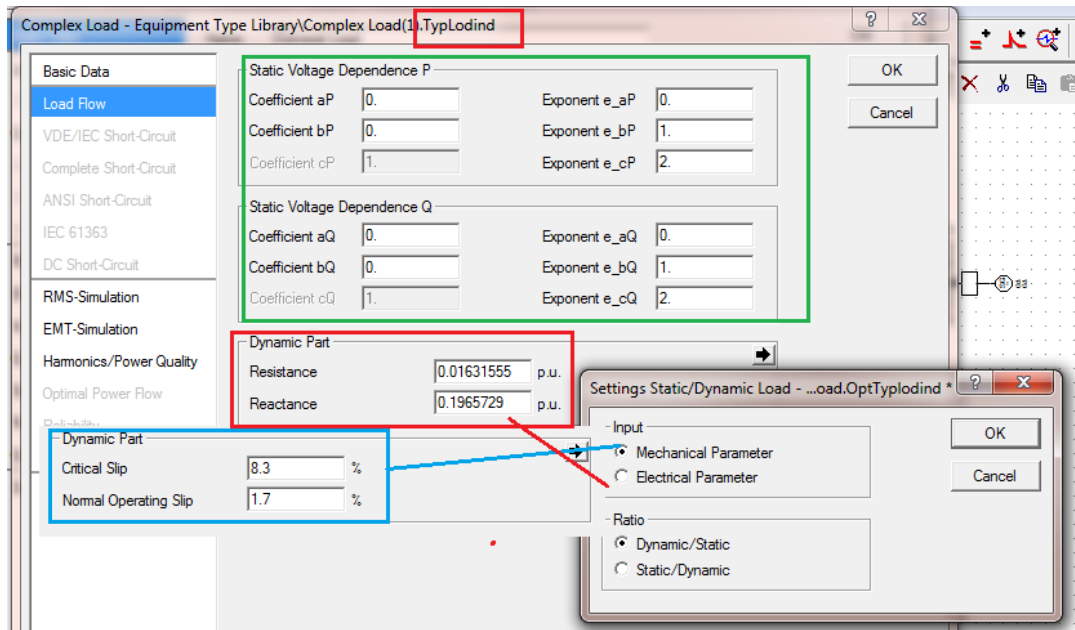 Complex Load - Equipment Type Library\Complex Load(1).TypLodind
Basic Data
Load Flow
VDE/IEC Short-Circuit
Complete Short-Circuit
ANSI Short-Circuit
IEC 61363
DC Short-Circuit
RMS-Simulation
EMT-Simulation
Harmonics/Power Quality
Optimal Power Flow
Reliability
Static Voltage Dependence P
Coefficient aP 0. Exponent e_aP 0.
Coefficient bP 0. Exponent e_bP 1.
Coefficient cP 1. Exponent e_cP 2.
Static Voltage Dependence Q
Coefficient aQ 0. Exponent e_aQ 0.
Coefficient bQ 0. Exponent e_bQ 1.
Coefficient cQ 1. Exponent e_cQ 2.
Dynamic Part
Resistance 0.01631555 p.u.
Reactance 0.1965729 p.u.
OK
Cancel
Dynamic Part
Critical Slip 8.3 %
Normal Operating Slip 1.7 %
Settings Static/Dynamic Load - ...oad.OptTyplodind *
Input
Mechanical Parameter
Electrical Parameter
Ratio
Dynamic/Static
Static/Dynamic
OK
Cancel